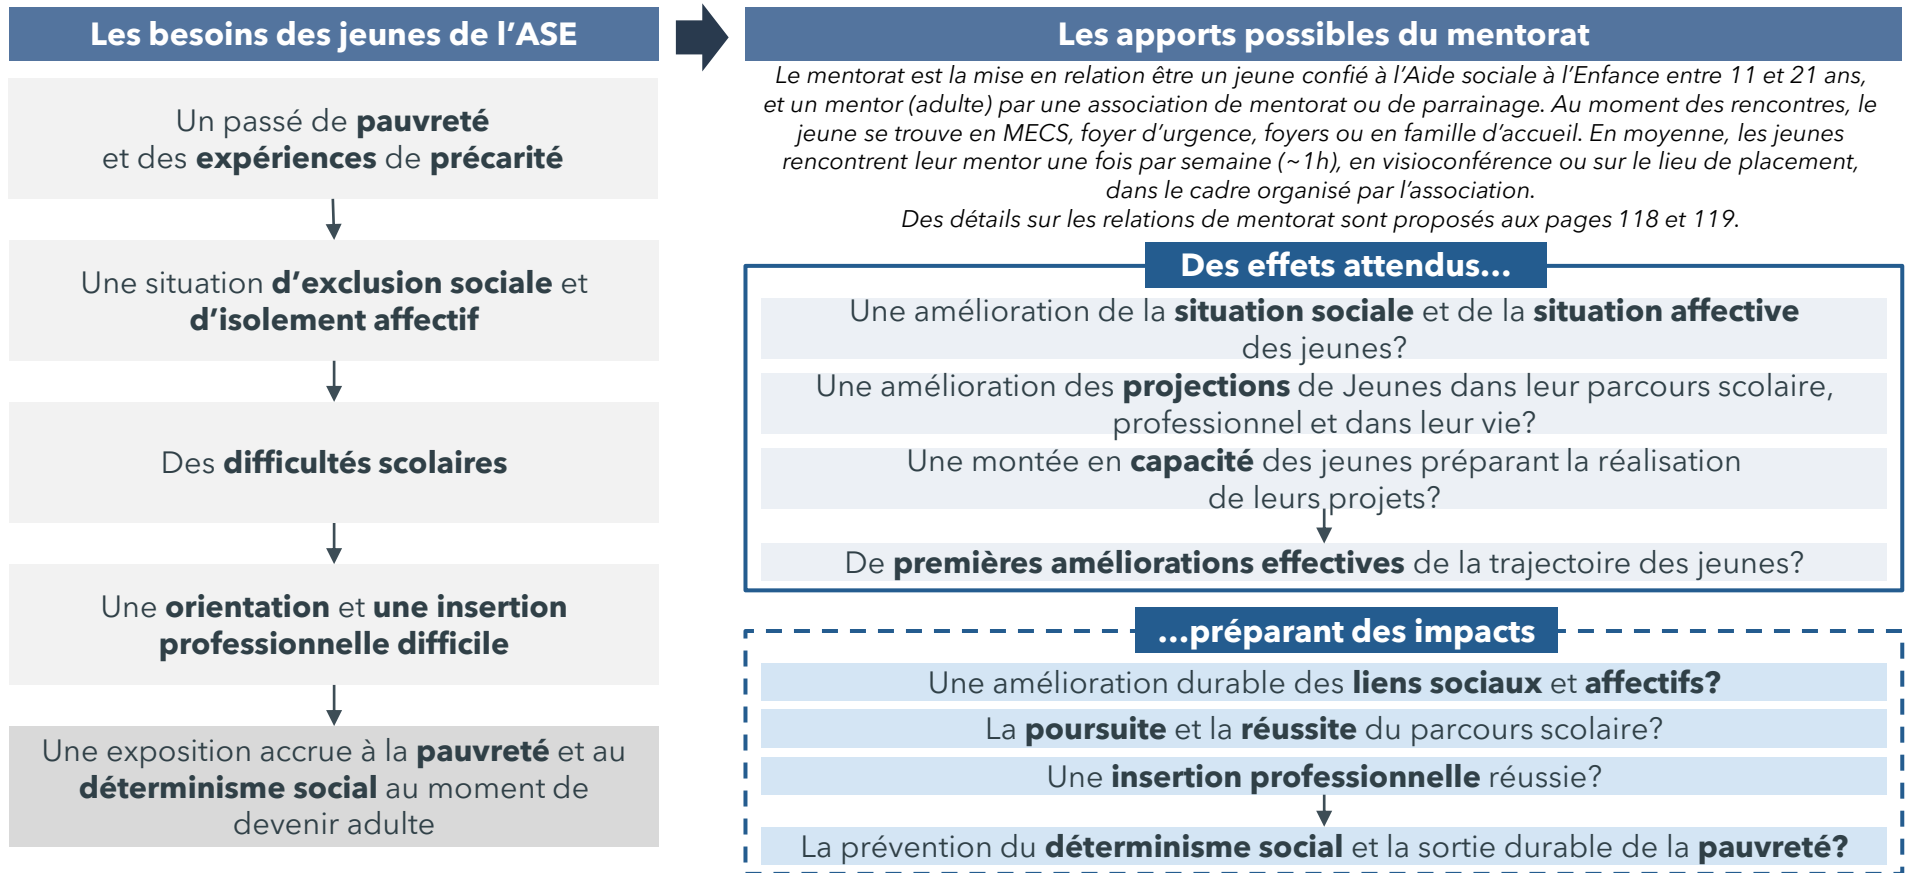 Les besoins des jeunes de l’ASE
Un passé de pauvreté
et des expériences de précarité
Une situation d’exclusion sociale et
d’isolement affectif
Des difficultés scolaires
Une orientation et une insertion
professionnelle difficile
Une exposition accrue à la pauvreté et au
déterminisme social au moment de
devenir adulte
Les apports possibles du mentorat
Le mentorat est la mise en relation être un jeune confié à l’Aide sociale à l’Enfance entre 11 et 21 ans,
et un mentor (adulte) par une association de mentorat ou de parrainage. Au moment des rencontres, le
jeune se trouve en MECS, foyer d’urgence, foyers ou en famille d’accueil. En moyenne, les jeunes
rencontrent leur mentor une fois par semaine (~1h), en visioconférence ou sur le lieu de placement,
dans le cadre organisé par l’association.
Des détails sur les relations de mentorat sont proposés aux pages 118 et 119.
Des effets attendus…
Une amélioration de la situation sociale et de la situation affective
des jeunes?
Une amélioration des projections de Jeunes dans leur parcours scolaire,
professionnel et dans leur vie?
Une montée en capacité des jeunes préparant la réalisation
de leurs projets?
De premières améliorations effectives de la trajectoire des jeunes?
…préparant des impacts
Une amélioration durable des liens sociaux et affectifs?
La poursuite et la réussite du parcours scolaire?
Une insertion professionnelle réussie?
La prévention du déterminisme social et la sortie durable de la pauvreté?